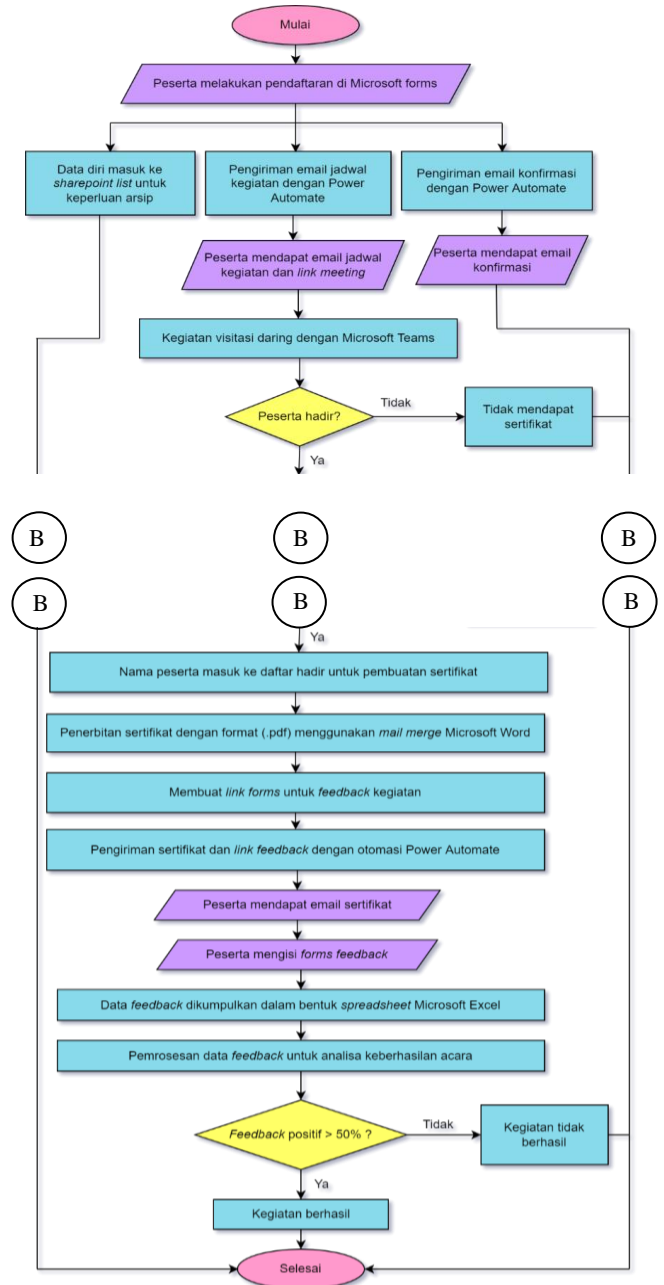 Mulai
Peserta melakukan pendaftaran di Microsoft forms
Data diri masuk ke
sharepoint list untuk
keperluan arsip
Pengiriman email jadwal
kegiatan dengan Power
Automate
Pengiriman email konfirmasi
dengan Power Automate
Peserta mendapat email jadwal
kegiatan dan link meeting
Peserta mendapat email
konfirmasi
Kegiatan visitasi daring dengan Microsoft Teams
Peserta hadir?
Tidak
Tidak mendapat
sertifikat
Ya
B
B
B
B
B
B
Ya
Nama peserta masuk ke daftar hadir untuk pembuatan sertifikat
Penerbitan sertifikat dengan format (.pdf) menggunakan mail merge Microsoft Word
Membuat link forms untuk feedback kegiatan
Pengiriman sertifikat dan link feedback dengan otomasi Power Automate
Peserta mendapat email sertifikat
Peserta mengisi forms feedback
Data feedback dikumpulkan dalam bentuk spreadsheet Microsoft Excel
Pemrosesan data feedback untuk analisa keberhasilan acara
Feedback positif > 50% ?
Tidak
Kegiatan tidak
berhasil
Ya
Kegiatan berhasil
Selesai